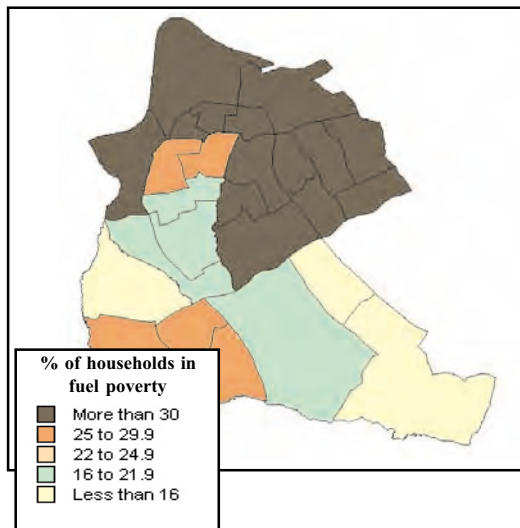 % of households in
fuel poverty
More than 30
25 to 29.9
22 to 24.9
16 to 21.9
Less than 16